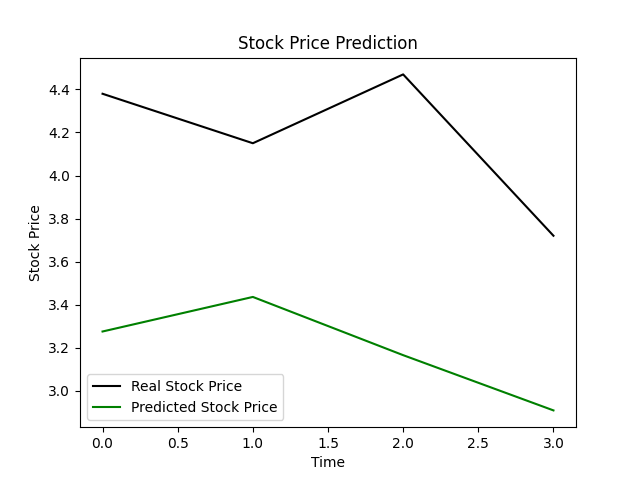 Stock Price Prediction
Stock Price
4.4
4.2
4.0
3.8
3.6
3.4
3.2
3.0
Real Stock Price
Predicted Stock Price
0.0 0.5 1.0 1.5 2.0 2.5 3.0
Time